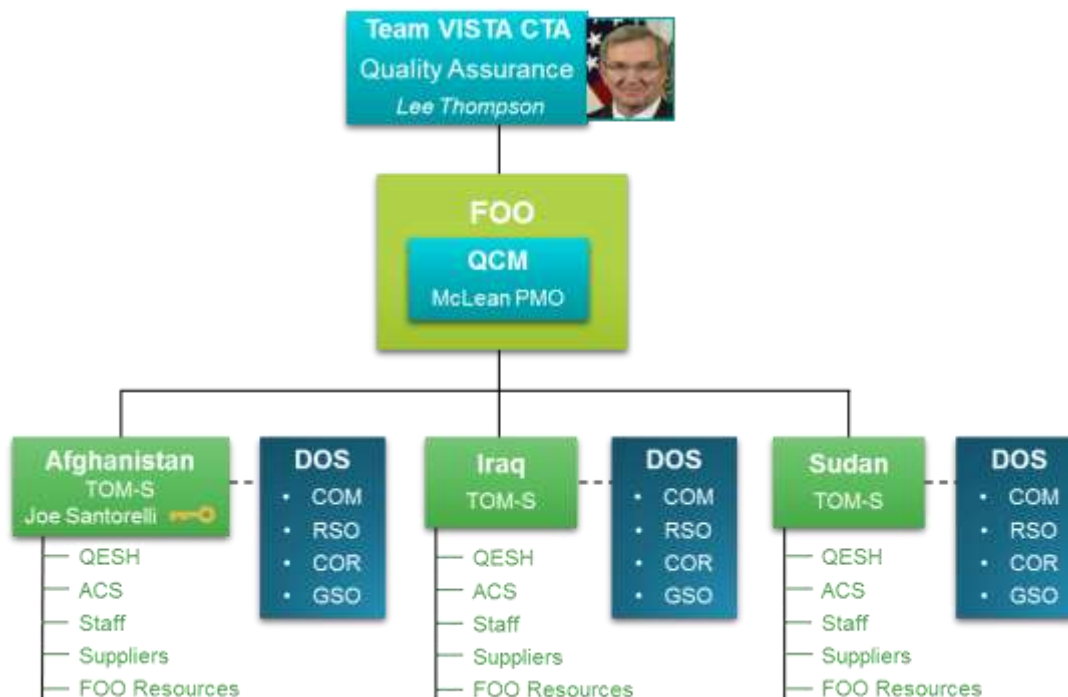 Team VISTA CTA
Quality Assurance
Lee Thompson
FOO
QCM
McLean PMO
Afghanistan
TOM-S
Joe Santorelli
QESH
ACS
Staff
Suppliers
FOO Resources
DOS
• COM
• RSO
• COR
• GSO
Iraq
TOM-S
QESH
ACS
Staff
Suppliers
FOO Resources
DOS
• COM
• RSO
• COR
• GSO
Sudan
TOM-S
QESH
ACS
Staff
Suppliers
FOO Resources
DOS
• COM
• RSO
• COR
• GSO